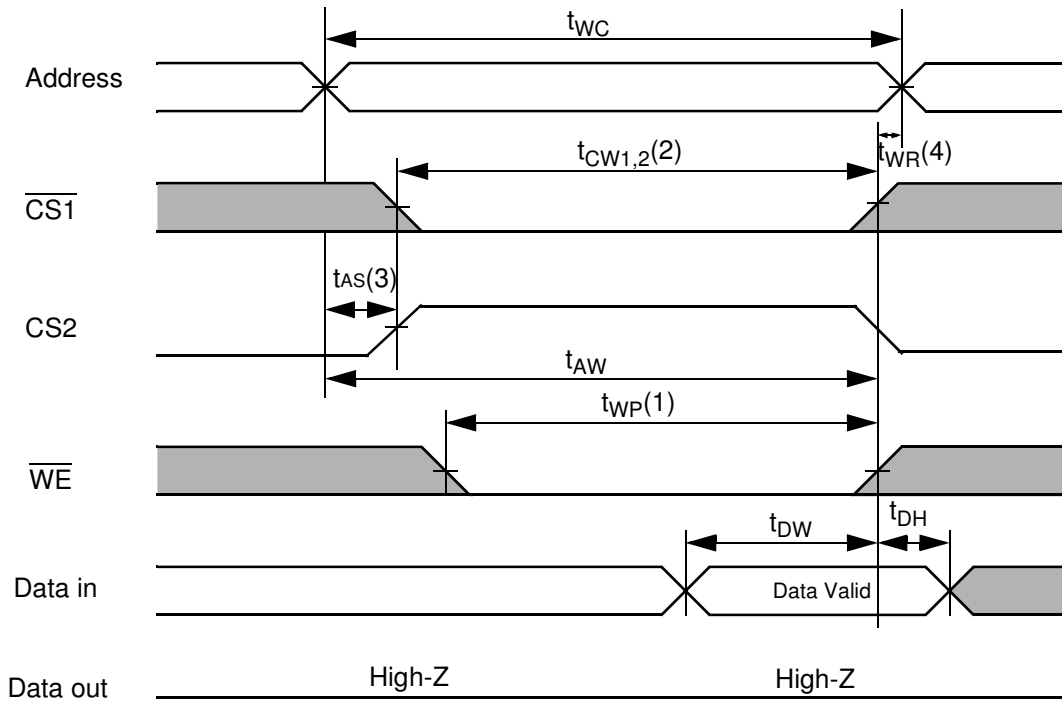 tWC
Address
tCW1,2(2)
tWR(4)
CS1
tAS(3)
CS2
tAW
tWP(1)
WE
tDW
tDH
Data in
Data Valid
Data out
High-Z
High-Z